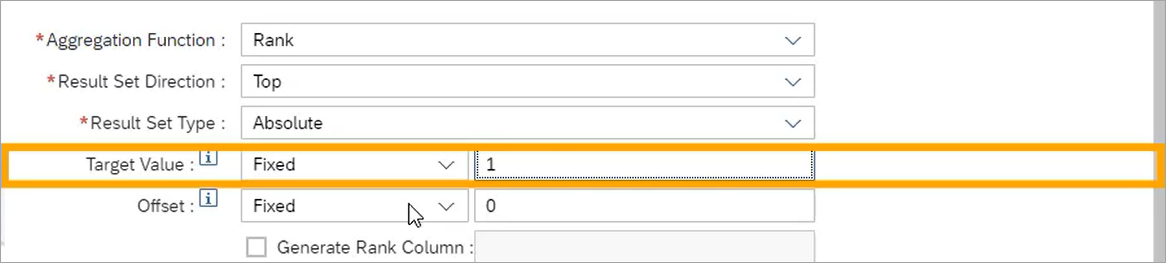 *Aggregation Function : Rank
*Result Set Direction : Top
*Result Set Type : Absolute
Target Value : i Fixed 1
Offset : i Fixed 0
Generate Rank Column :